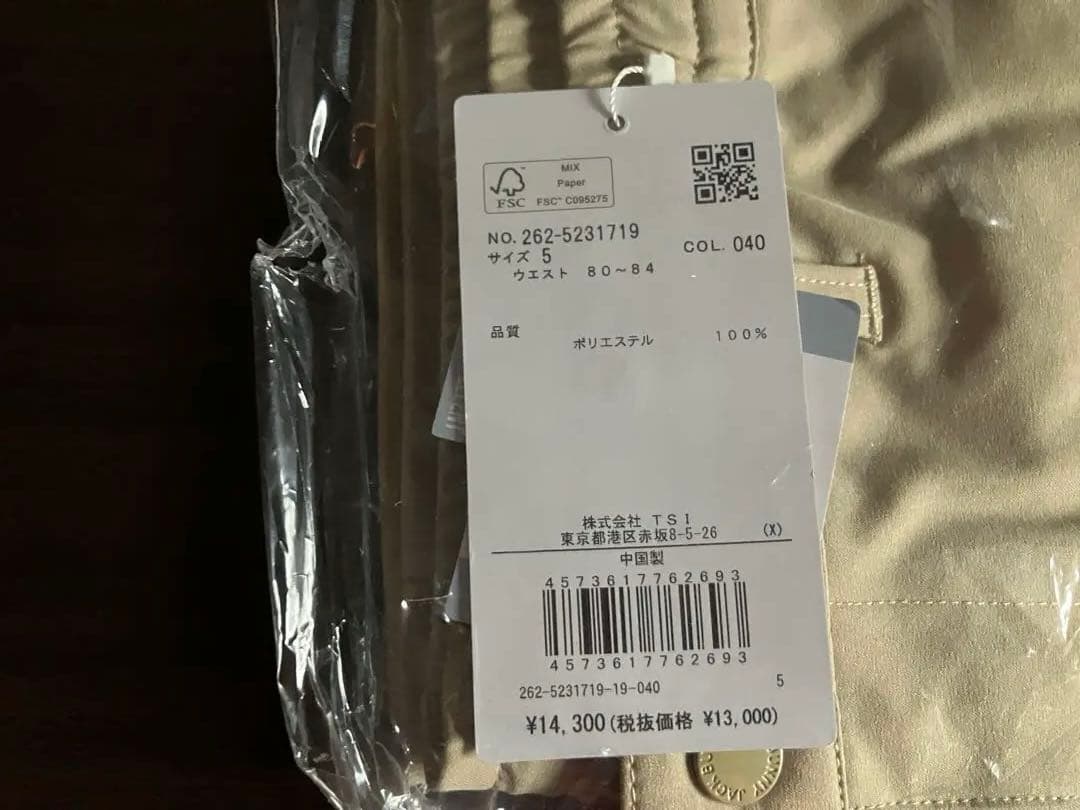 MIX
Paper
FSC
FSC™ C095275
NO. 262-5231719
COL. 040
サイズ 5
ウエスト 80～84
品質
ポリエステル 100%
株式会社 TSI
東京都港区赤坂8-5-26 (X)
中国製
4573617762693
4573617762693
262-5231719-19-040 5
¥14,300(税抜価格 ¥13,000)
JACK